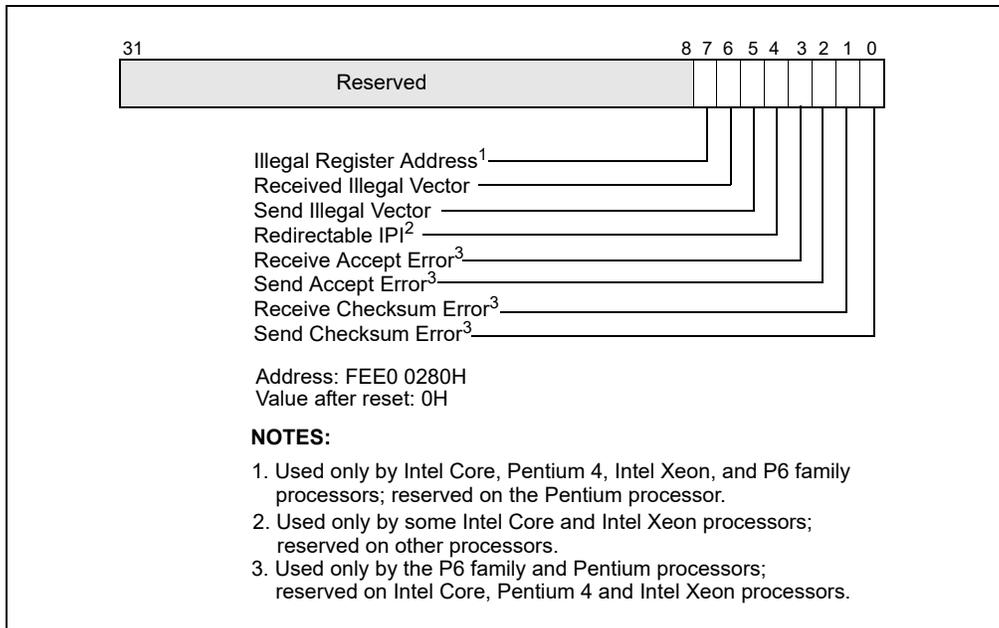 31 8 7 6 5 4 3 2 1 0
Reserved
Illegal Register Address1
Received Illegal Vector
Send Illegal Vector
Redirectable IPI2
Receive Accept Error3
Send Accept Error3
Receive Checksum Error3
Send Checksum Error3
Address: FEE0 0280H
Value after reset: 0H
NOTES:
1. Used only by Intel Core, Pentium 4, Intel Xeon, and P6 family
processors; reserved on the Pentium processor.
2. Used only by some Intel Core and Intel Xeon processors;
reserved on other processors.
3. Used only by the P6 family and Pentium processors;
reserved on Intel Core, Pentium 4 and Intel Xeon processors.